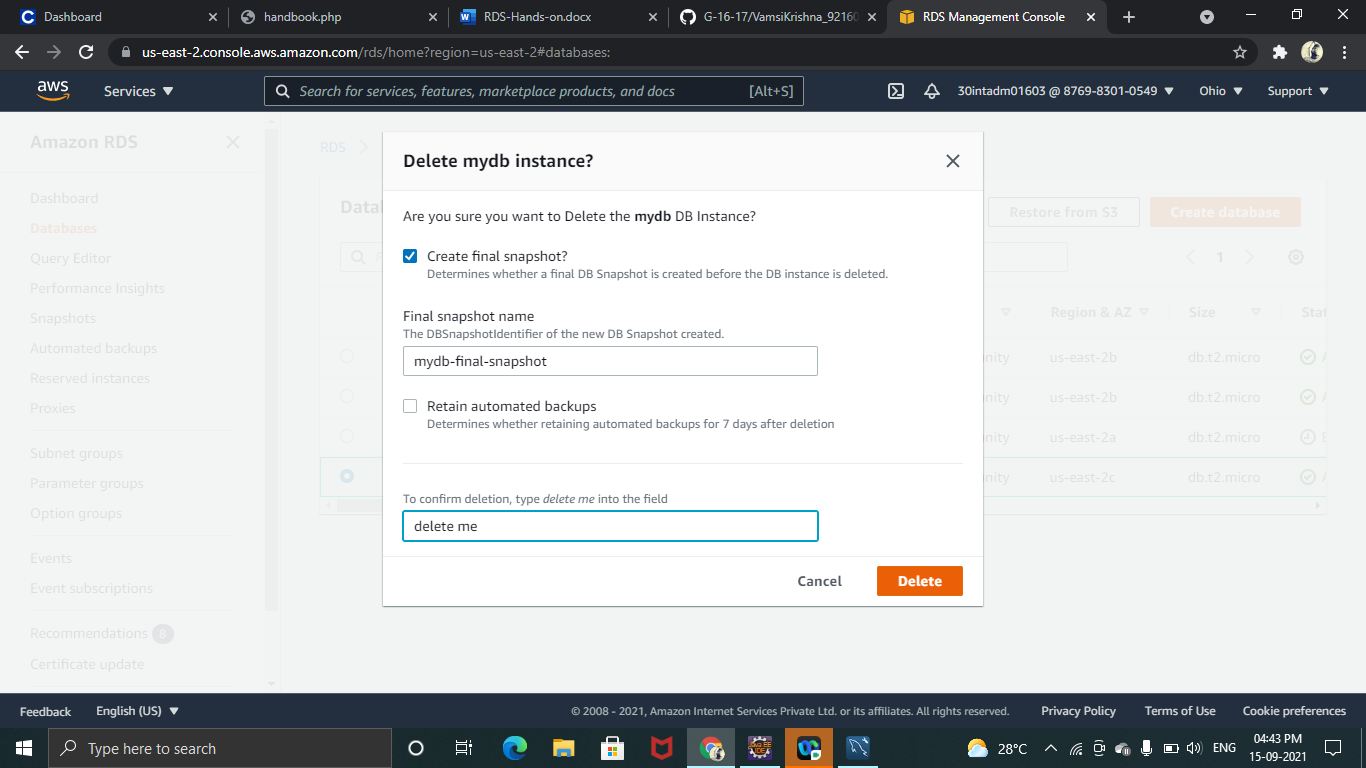 Dashboard
handbook.php
RDS-Hands-on.docx
G-16-17/VamsiKrishna_92160
RDS Management Console
us-east-2.console.aws.amazon.com/rds/home?region=us-east-2#databases:
aws
Services
Search for services, features, marketplace products, and docs
[Alt+S]
30intadm01603 @ 8769-8301-0549
Ohio
Support
Amazon RDS
Dashboard
Databases
Query Editor
Performance Insights
Snapshots
Automated backups
Reserved instances
Proxies
Subnet groups
Parameter groups
Option groups
Events
Event subscriptions
Recommendations
Certificate update
RDS
Restore from S3
Create database
1
Region & AZ
Size
us-east-2b
db.t2.micro
us-east-2b
db.t2.micro
us-east-2a
db.t2.micro
us-east-2c
db.t2.micro
Delete mydb instance?
Are you sure you want to Delete the mydb DB Instance?
Create final snapshot?
Determines whether a final DB Snapshot is created before the DB instance is deleted.
Final snapshot name
The DBSnapshotIdentifier of the new DB Snapshot created.
mydb-final-snapshot
Retain automated backups
Determines whether retaining automated backups for 7 days after deletion
To confirm deletion, type delete me into the field
delete me
Cancel
Delete
Feedback
English (US)
© 2008 - 2021, Amazon Internet Services Private Ltd. or its affiliates. All rights reserved.
Privacy Policy
Terms of Use
Cookie preferences
Type here to search
28°C
ENG
04:43 PM
15-09-2021